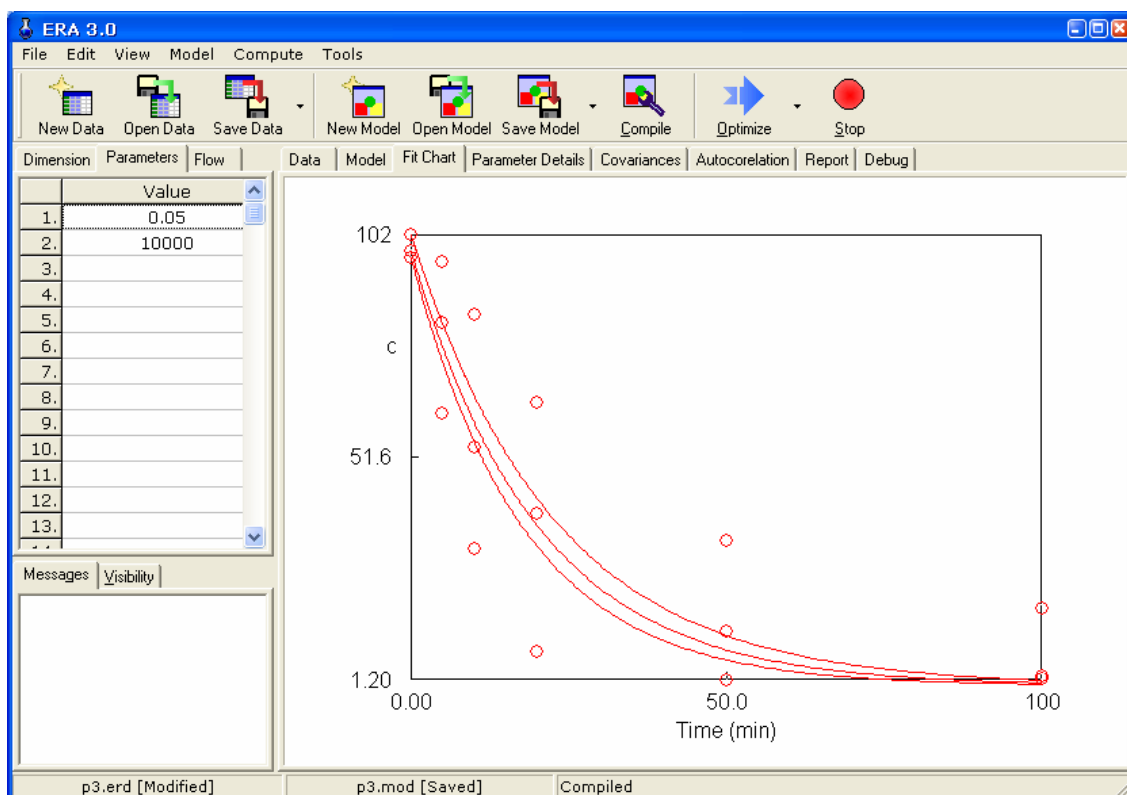 ERA 3.0
File Edit View Model Compute Tools
New Data Open Data Save Data New Model Open Model Save Model Compile Optimize Stop
Dimension Parameters Flow Data Model Fit Chart Parameter Details Covariances Autocorelation Report Debug
Value
1. 0.05
2. 10000
3.
4.
5.
6.
7.
8.
9.
10.
11.
12.
13.
102
C
51.6
1.20
0.00 50.0 100
Time (min)
Messages Visibility
p3.erd [Modified] p3.mod [Saved] Compiled